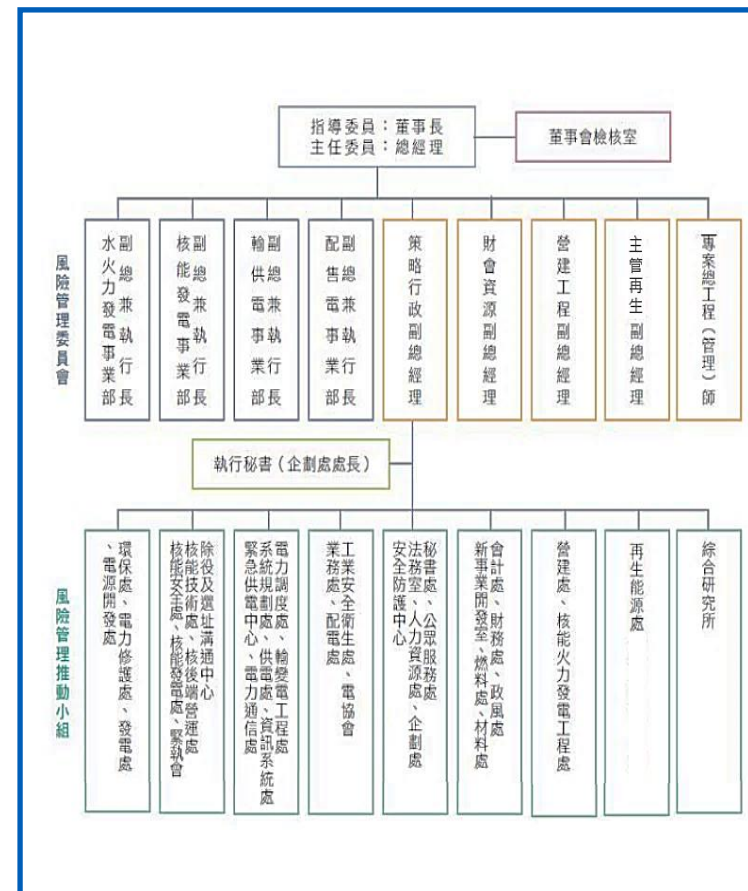 指導委員：董事長
主任委員：總經理
董事會檢核室
風險管理委員會
副總兼執行長
水火力發電事業部
副總兼執行長
核能發電事業部
副總兼執行長
輸供電事業部
副總兼執行長
配售電事業部
策略行政副總經理
財會資源副總經理
營建工程副總經理
主管再生副總經理
專案總工程（管理）師
執行秘書（企劃處處長）
風險管理推動小組
環保處、電力修護處、發電處
、電源開發處
除役及選址溝通中心
核能技術處、核後端營運處
核能安全處、核能發電處、緊執會
電力調度處、輸變電工程處
系統規劃處、供電處、資訊系統處
緊急供電中心、電力通信處
工業安全衛生處、電協會
業務處、配電處
秘書處、公眾服務處
法務室、人力資源處、企劃處
安全防護中心
會計處、財務處、政風處
新事業開發室、燃料處、材料處
營建處、核能火力發電工程處
再生能源處
綜合研究所